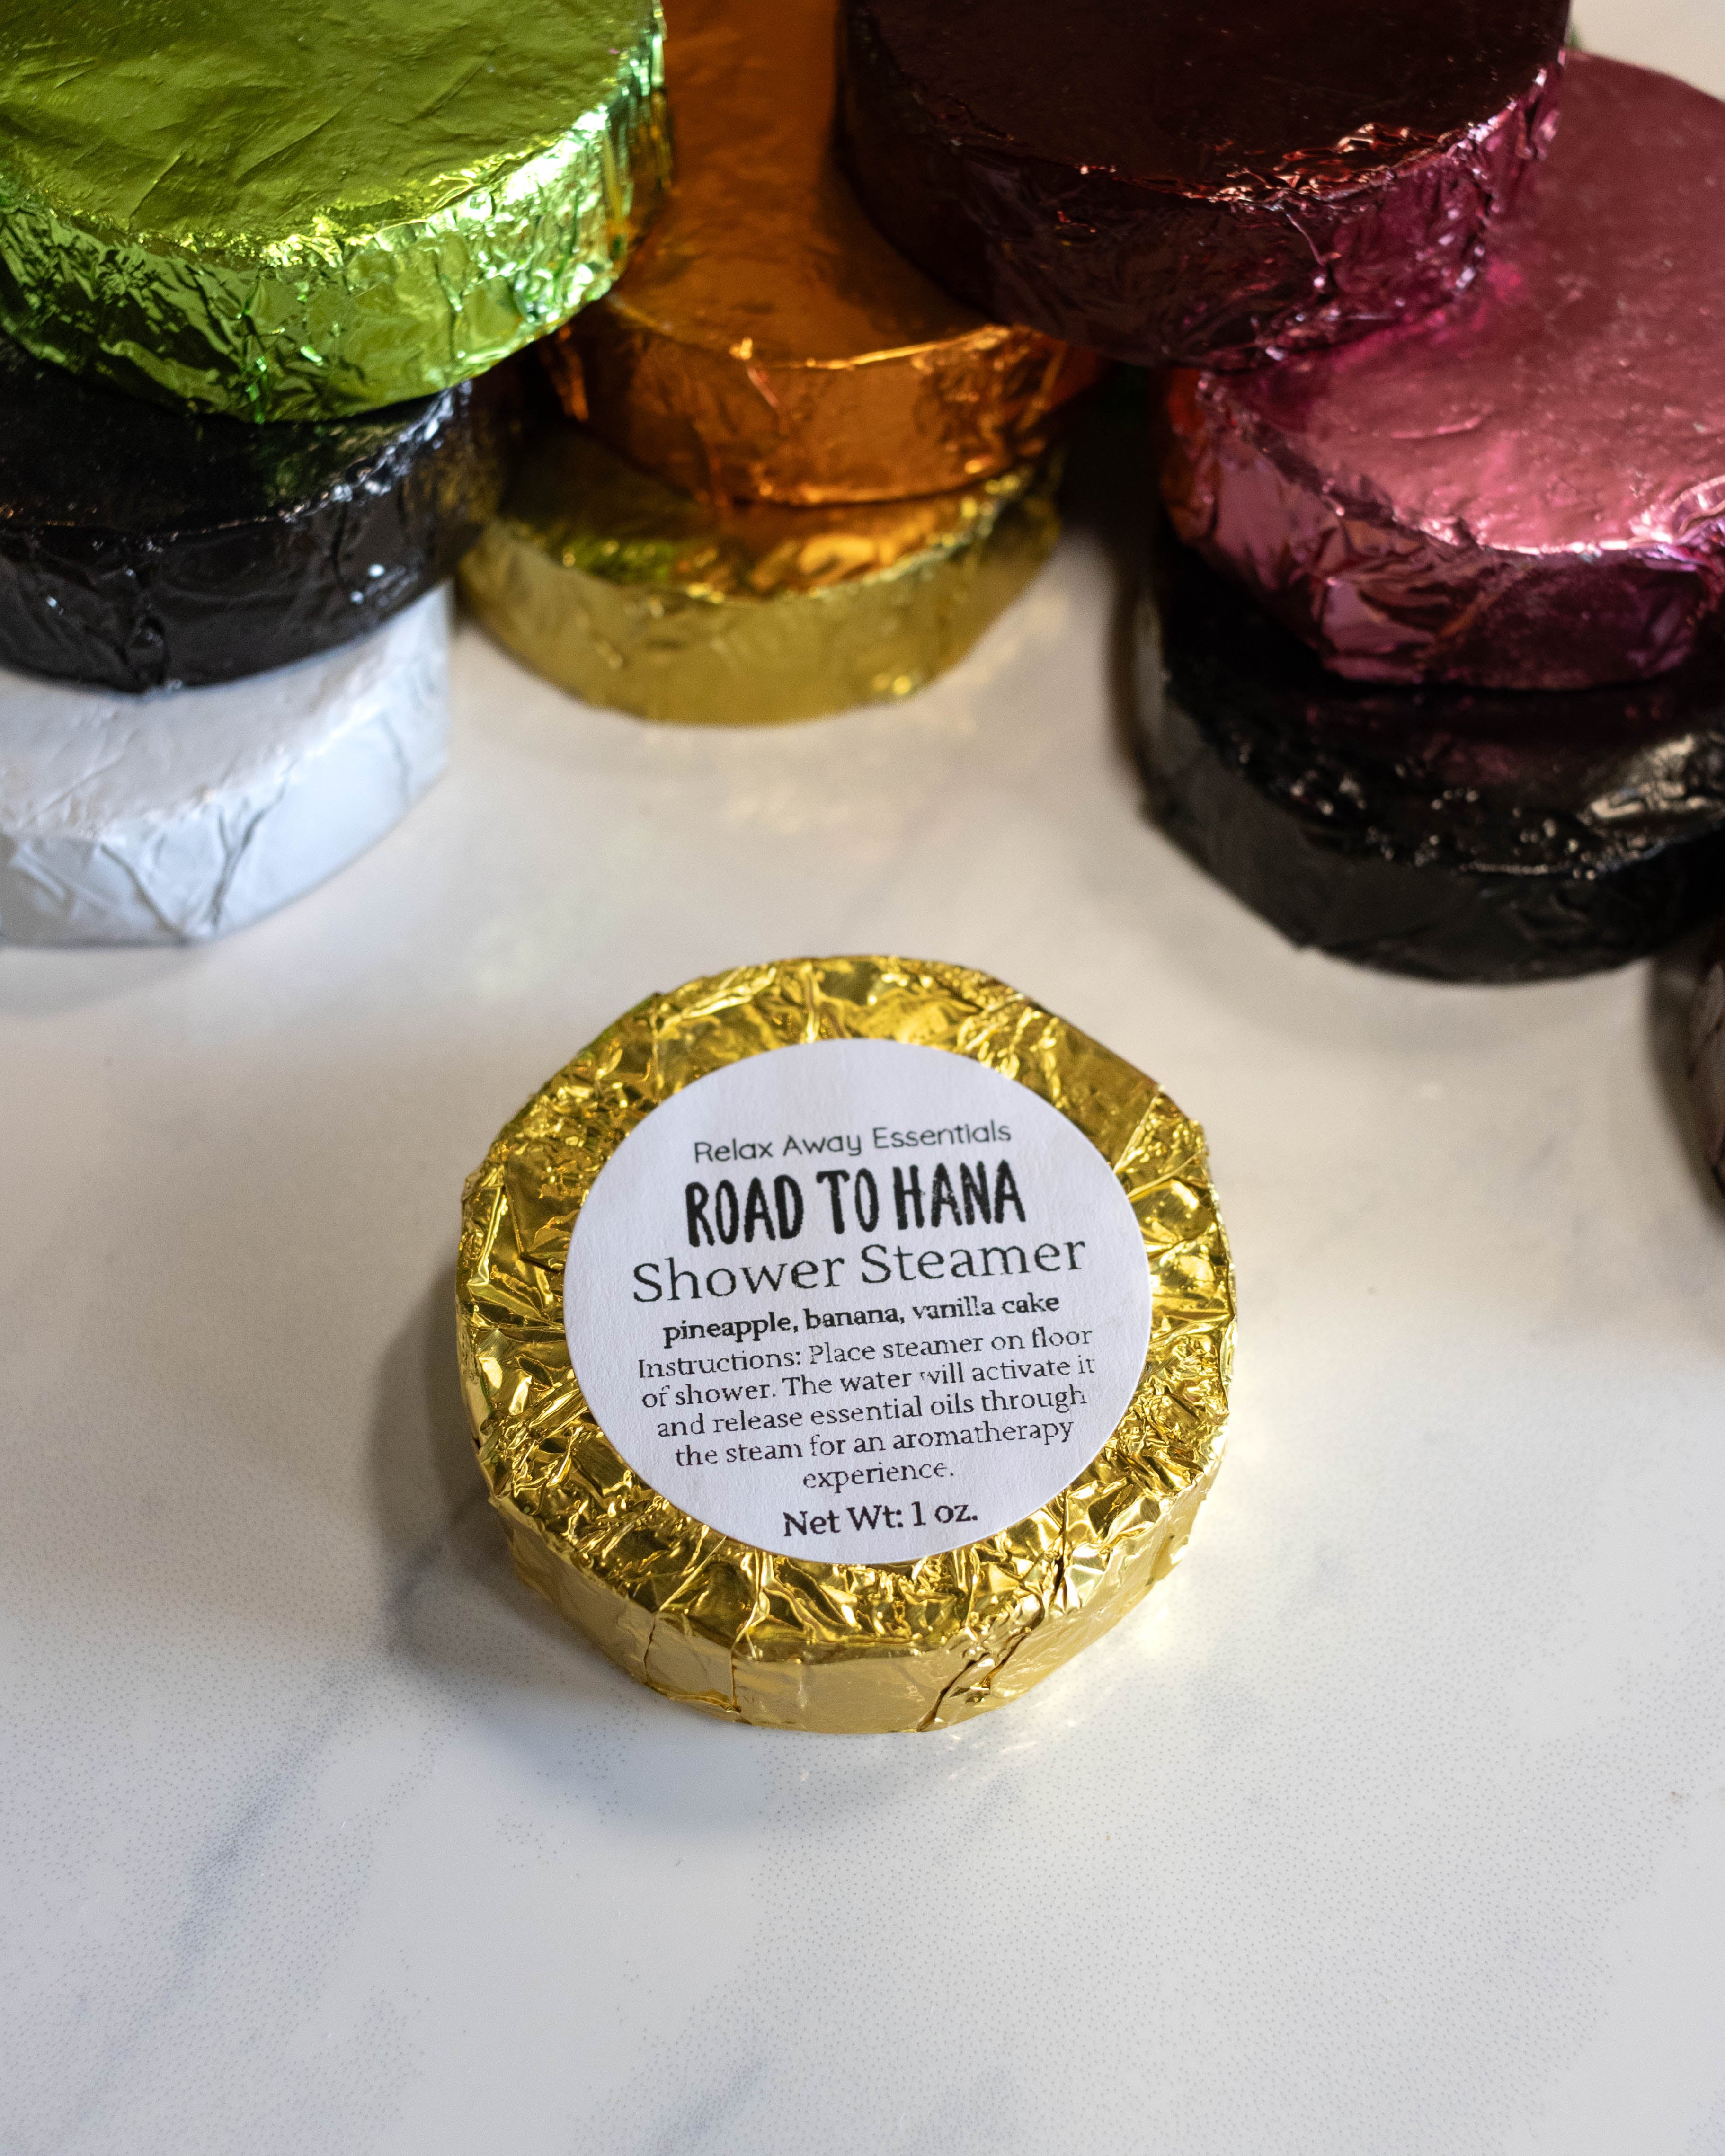 Relax Away Essentials
ROAD TO HANA
Shower Steamer
pineapple, banana, vanilla cake
Instructions: Place steamer on floor
of shower. The water will activate it
and release essential oils through
the steam for an aromatherapy
experience.
Net Wt: 1 oz.